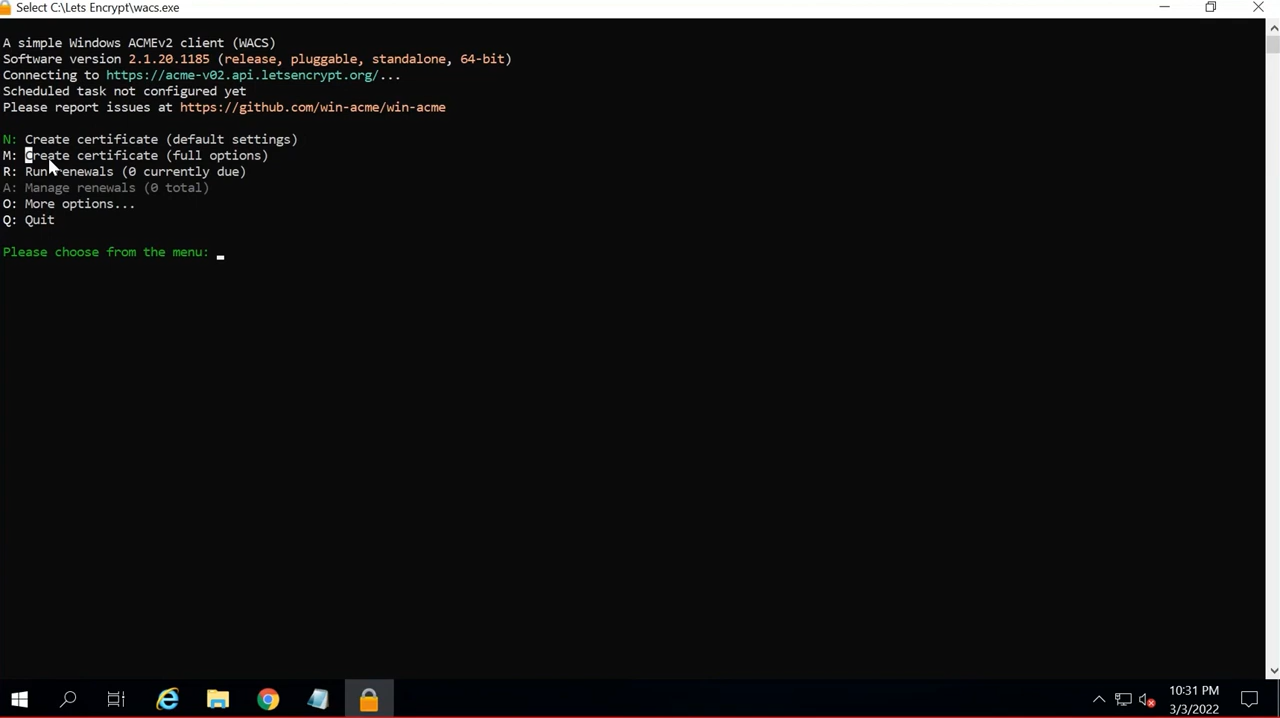 Select C:\Lets Encrypt\wacs.exe
A simple Windows ACMEv2 client (WACS)
Software version 2.1.20.1185 (release, pluggable, standalone, 64-bit)
Connecting to https://acme-v02.api.letsencrypt.org/...
Scheduled task not configured yet
Please report issues at https://github.com/win-acme/win-acme
N: Create certificate (default settings)
M: Create certificate (full options)
R: Run renewals (0 currently due)
A: Manage renewals (0 total)
O: More options...
Q: Quit
Please choose from the menu:
10:31 PM
3/3/2022